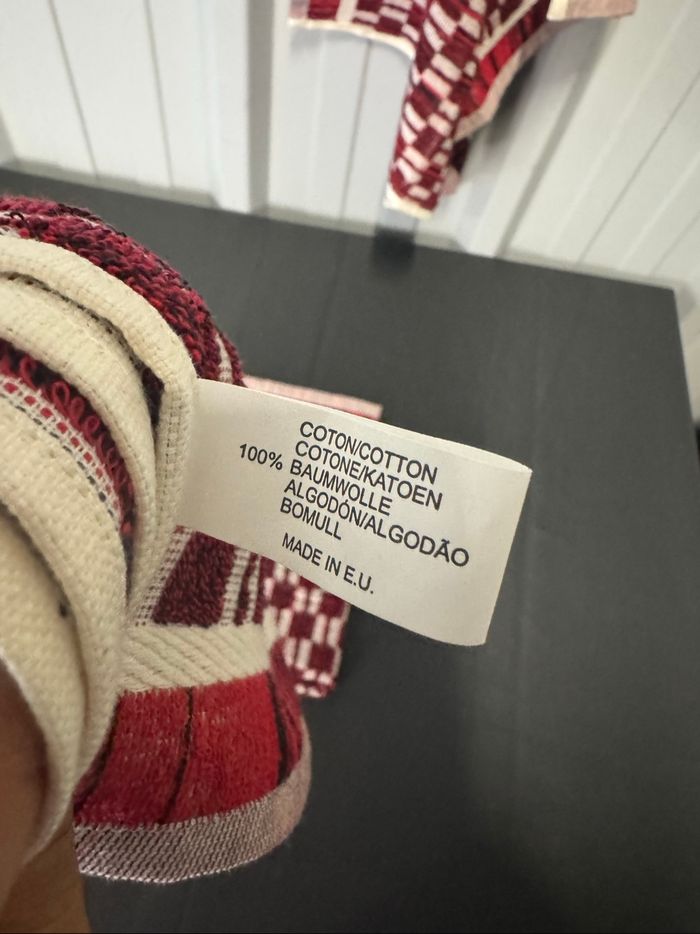 COTON/COTTON
COTONE/KATOEN
100% BAUMWOLLE
ALGODÓN/ALGODÃO
BOMULL
MADE IN E.U.